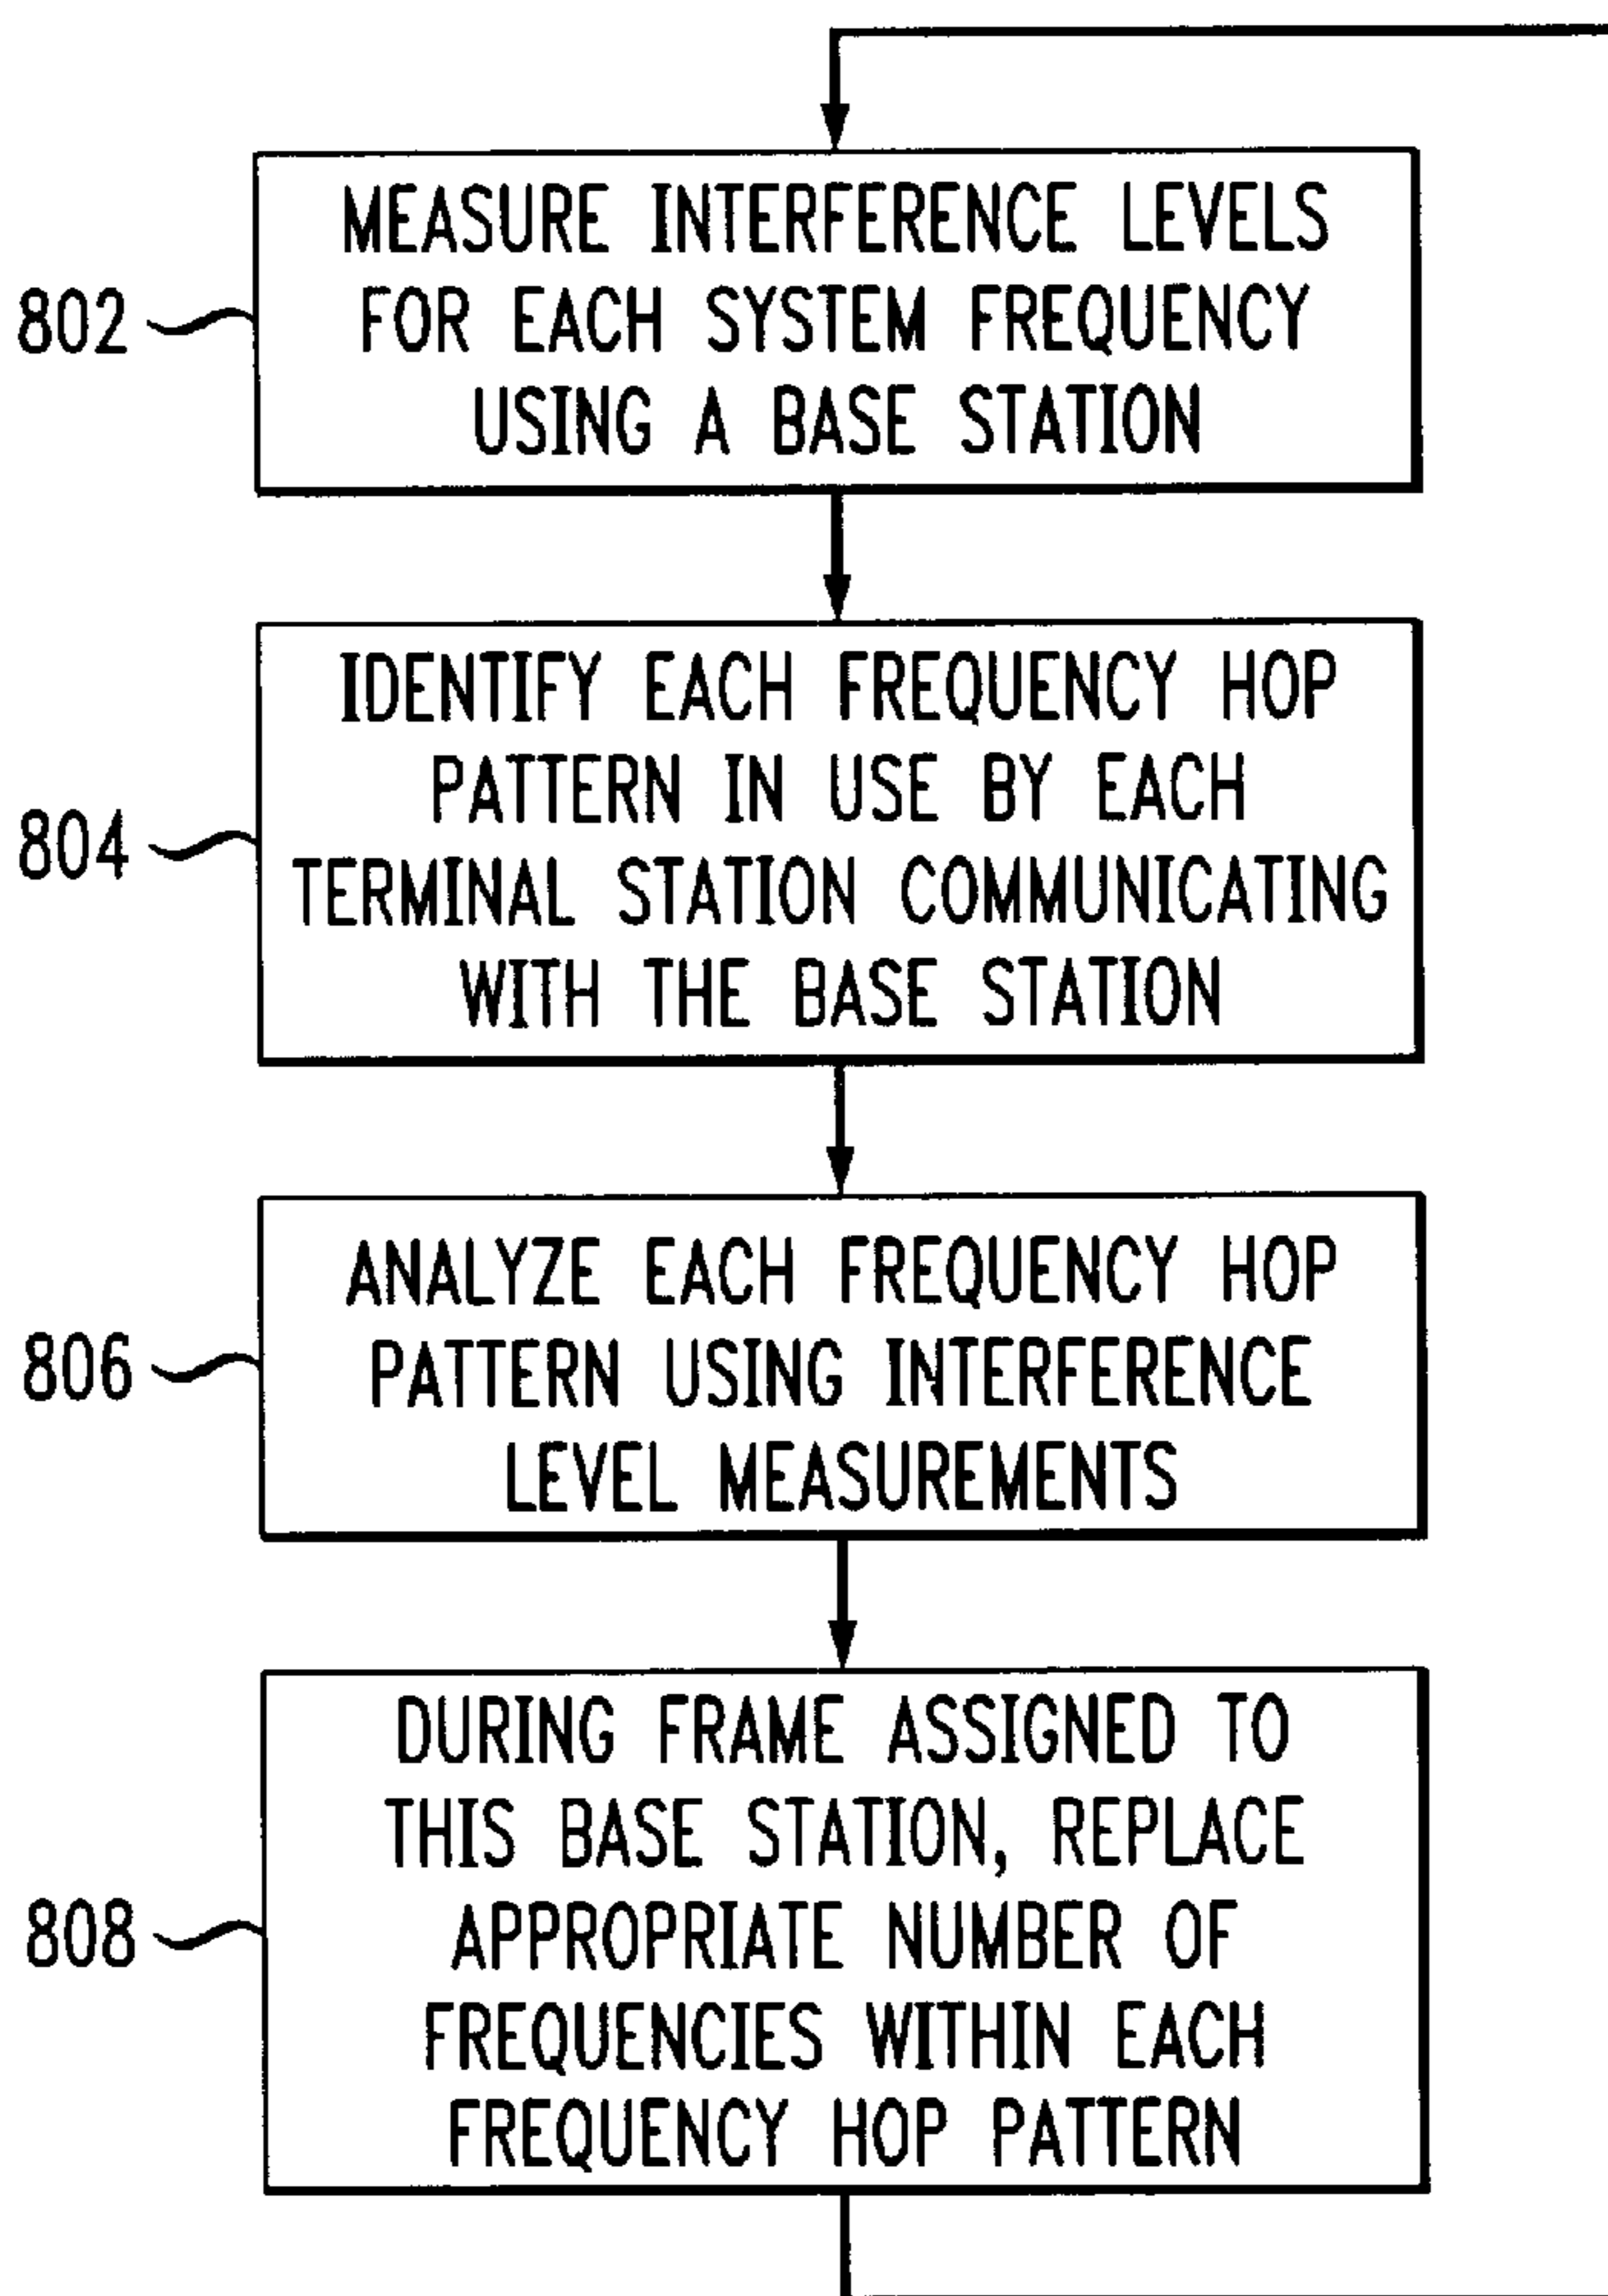 MEASURE INTERFERENCE LEVELS
FOR EACH SYSTEM FREQUENCY
USING A BASE STATION
802
IDENTIFY EACH FREQUENCY HOP
PATTERN IN USE BY EACH
TERMINAL STATION COMMUNICATING
WITH THE BASE STATION
804
ANALYZE EACH FREQUENCY HOP
PATTERN USING INTERFERENCE
LEVEL MEASUREMENTS
806
DURING FRAME ASSIGNED TO
THIS BASE STATION, REPLACE
APPROPRIATE NUMBER OF
FREQUENCIES WITHIN EACH
FREQUENCY HOP PATTERN
808